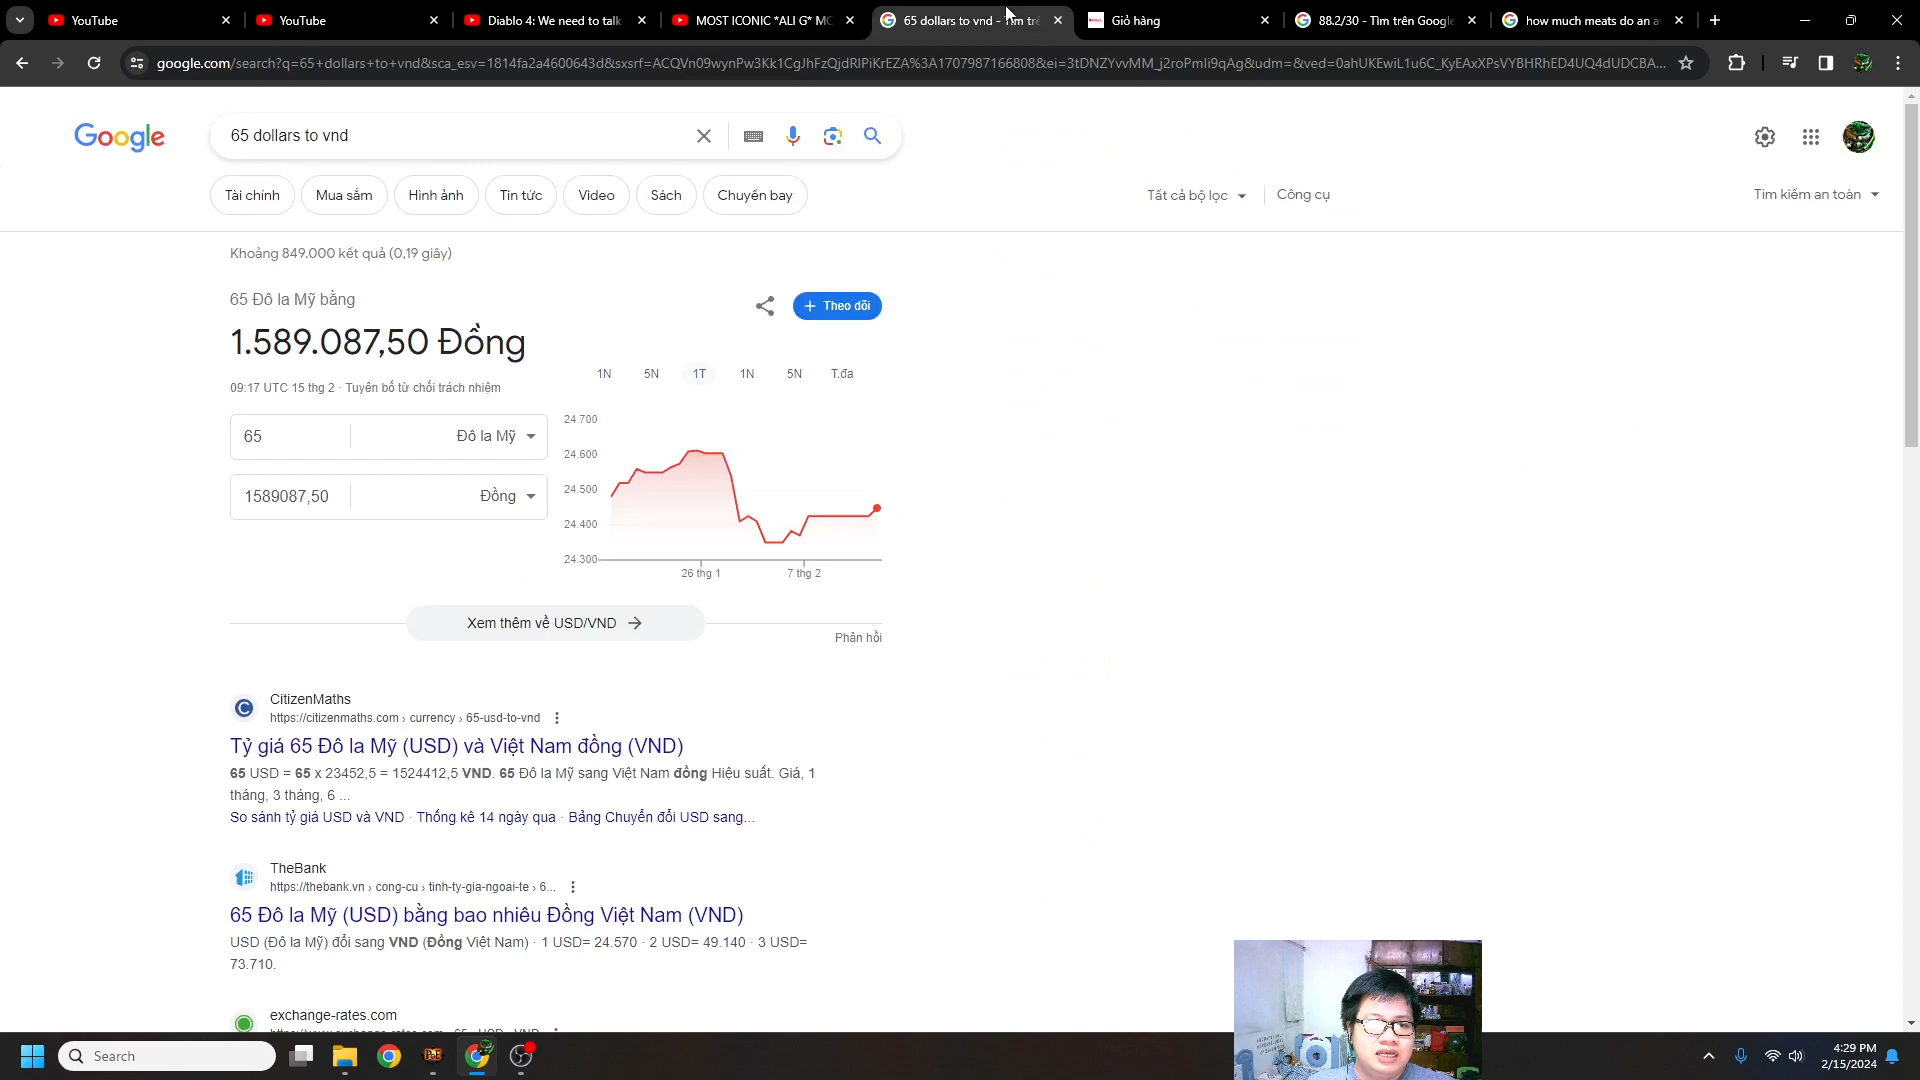 YouTube
YouTube
Diablo 4: We need to talk
MOST ICONIC *ALI G* MO
65 dollars to vnd - Tìm trê
Giỏ hàng
88.2/30 - Tìm trên Google
how much meats do an a
google.com/search?q=65+dollars+to+vnd&sca_esv=1814fa2a4600643d&sxsrf=ACQVn09wynPw3Kk1CgJhFzQjdRIPiKrEZA%3A1707987166808&ei=3tDNZYvvMM_j2roPmIi9qAg&udm=&ved=0ahUKEwiL1u6C_KyEAxXPsVYBHRhED4UQ4dUDCBA...
Google
65 dollars to vnd
Tài chính
Mua sắm
Hình ảnh
Tin tức
Video
Sách
Chuyến bay
Tất cả bộ lọc
Công cụ
Tìm kiếm an toàn
Khoảng 849.000 kết quả (0,19 giây)
65 Đô la Mỹ bằng
1.589.087,50 Đồng
09:17 UTC 15 thg 2 · Tuyên bố từ chối trách nhiệm
Theo dõi
1N 5N 1T 1N 5N T.đa
65 Đô la Mỹ
1589087,50 Đồng
24.700
24.600
24.500
24.400
24.300
26 thg 1 7 thg 2
Xem thêm về USD/VND
Phản hồi
CitizenMaths
https://citizenmaths.com › currency › 65-usd-to-vnd
Tỷ giá 65 Đô la Mỹ (USD) và Việt Nam đồng (VND)
65 USD = 65 x 23452,5 = 1524412,5 VND. 65 Đô la Mỹ sang Việt Nam đồng Hiệu suất. Giá, 1
tháng, 3 tháng, 6 ...
So sánh tỷ giá USD và VND · Thống kê 14 ngày qua · Bảng Chuyển đổi USD sang...
TheBank
https://thebank.vn › cong-cu › tinh-ty-gia-ngoai-te › 6...
65 Đô la Mỹ (USD) bằng bao nhiêu Đồng Việt Nam (VND)
USD (Đô la Mỹ) đổi sang VND (Đồng Việt Nam) · 1 USD= 24.570 · 2 USD= 49.140 · 3 USD=
73.710.
exchange-rates.com
Search
4:29 PM
2/15/2024